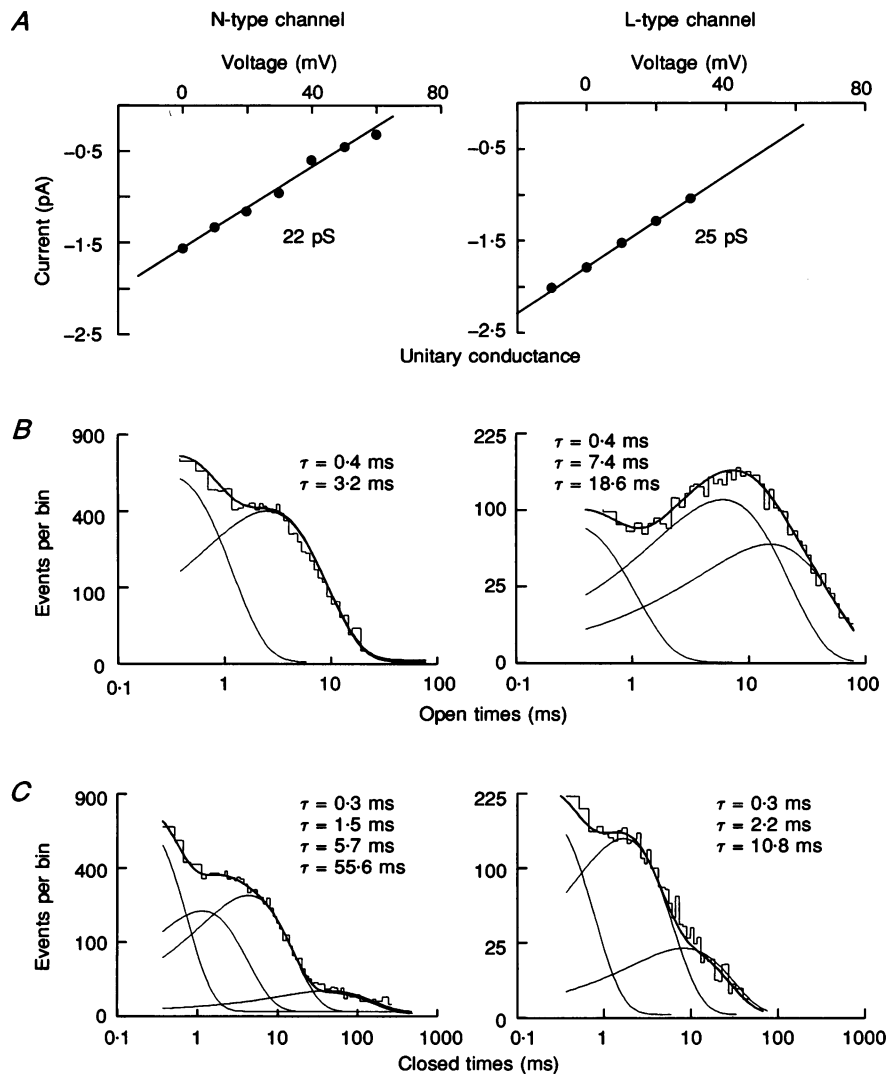 A
N-type channel
L-type channel
Voltage (mV)
Voltage (mV)
0 40 80
0 40 80
Current (pA)
−0·5
−1·5
−2·5
22 pS
−0·5
−1·5
−2·5
25 pS
Unitary conductance
B
Events per bin
900
400
100
0
τ = 0·4 ms
τ = 3·2 ms
0·1 1 10 100
225
100
25
0
τ = 0·4 ms
τ = 7·4 ms
τ = 18·6 ms
0·1 1 10 100
Open times (ms)
C
Events per bin
900
400
100
0
τ = 0·3 ms
τ = 1·5 ms
τ = 5·7 ms
τ = 55·6 ms
0·1 1 10 100 1000
225
100
25
0
τ = 0·3 ms
τ = 2·2 ms
τ = 10·8 ms
0·1 1 10 100 1000
Closed times (ms)